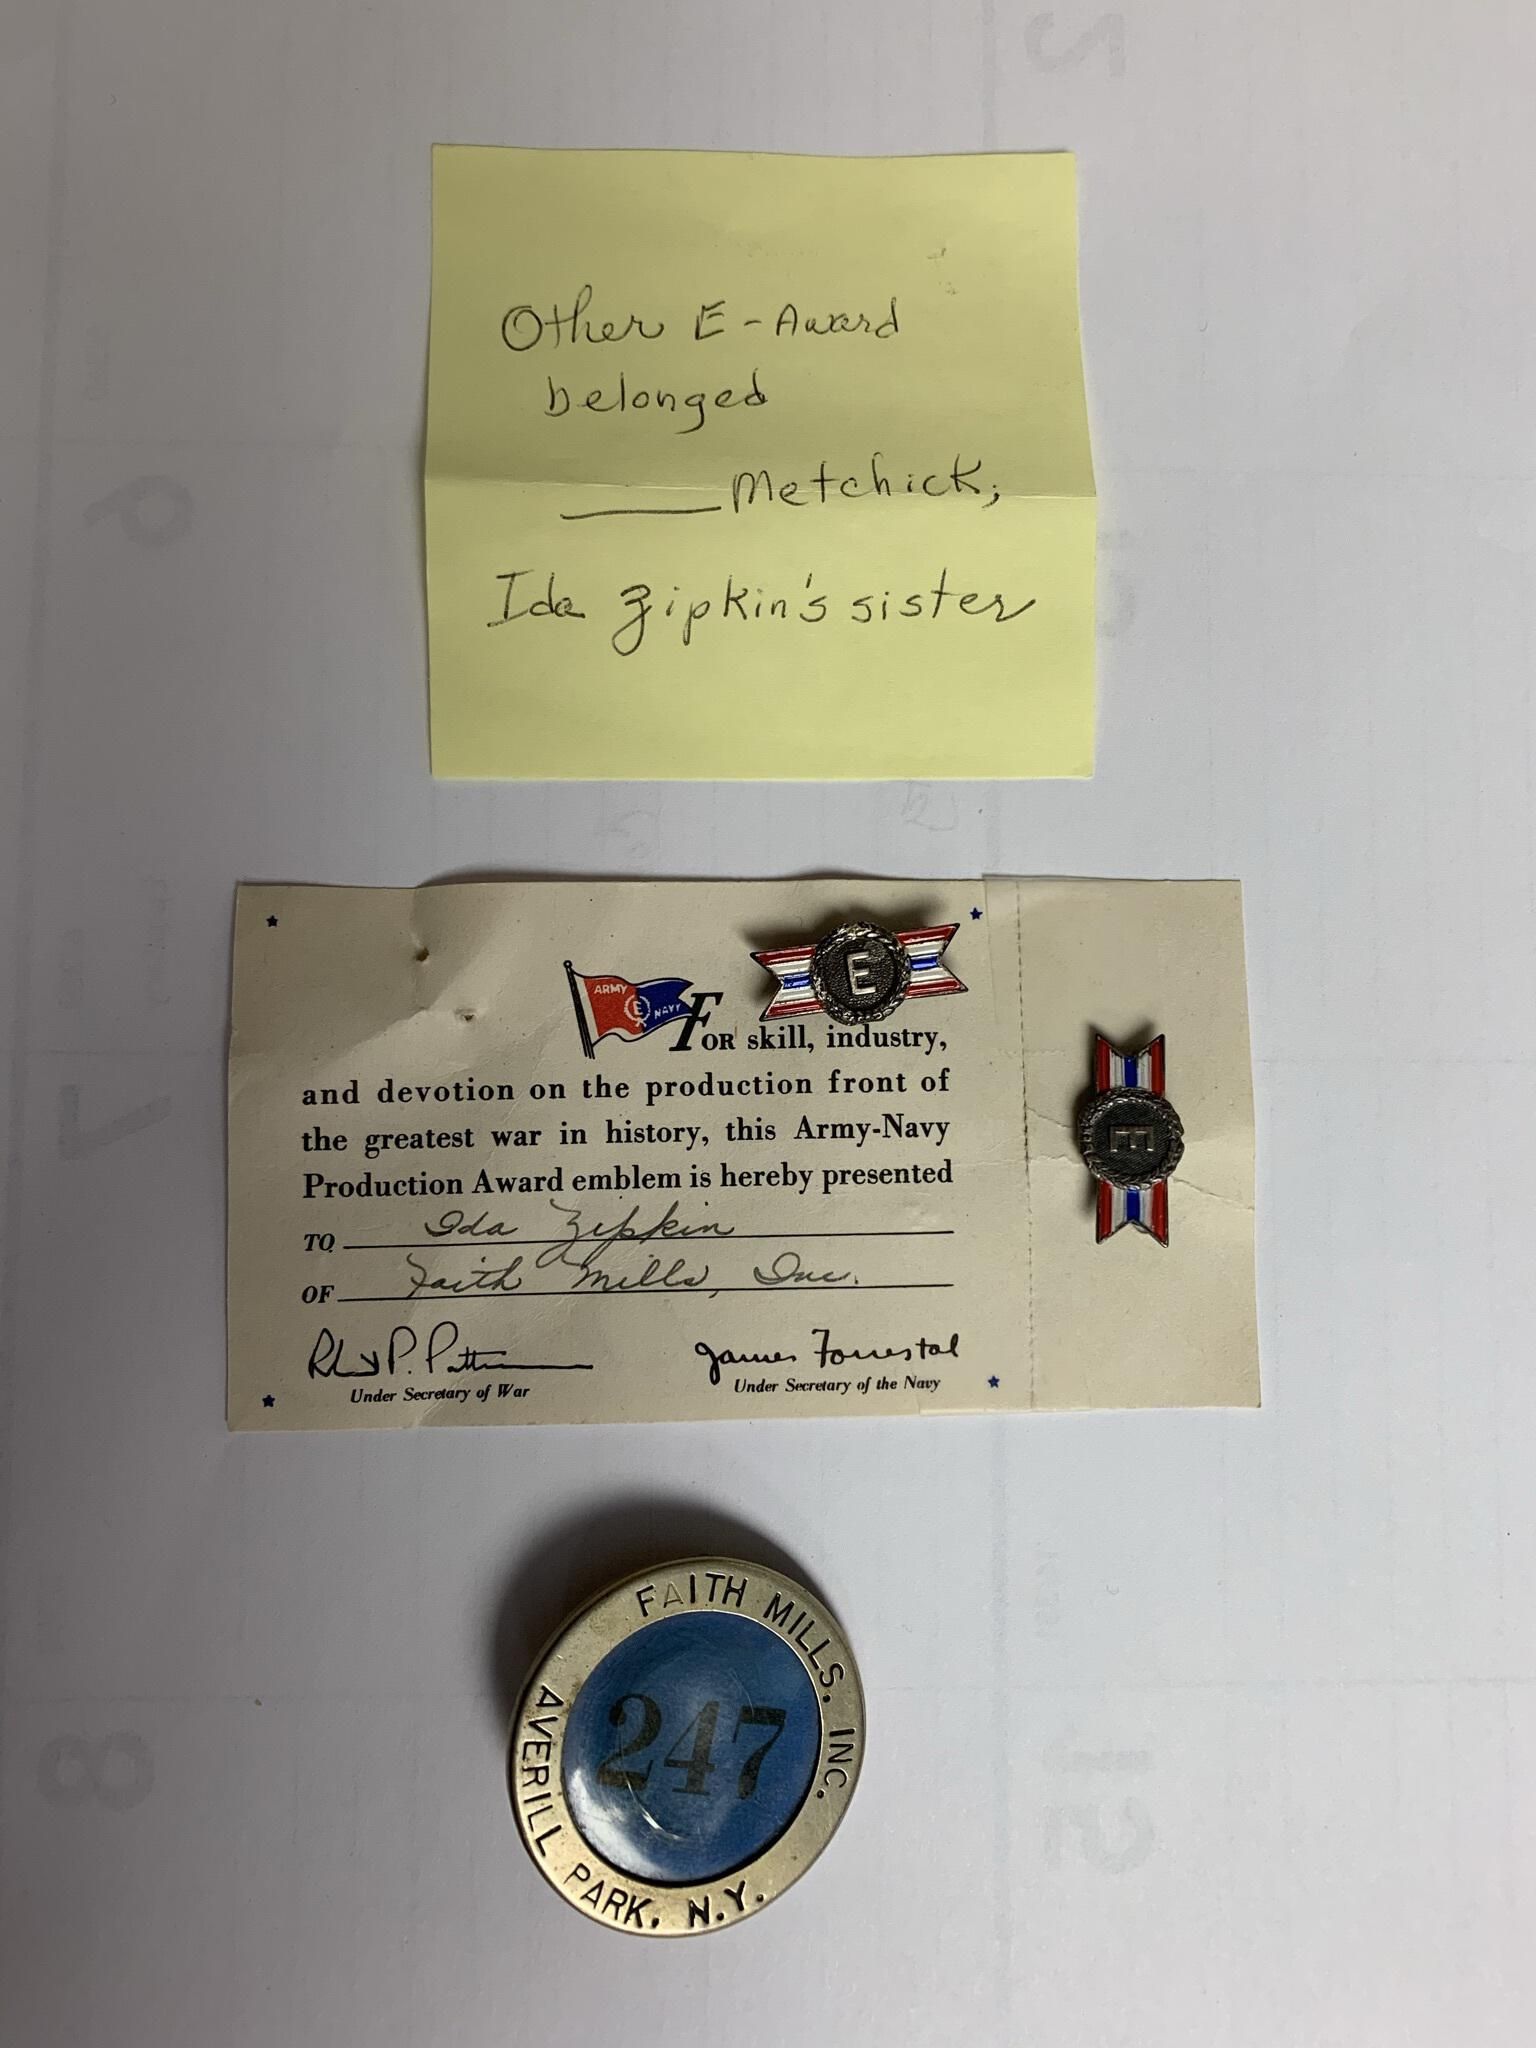 Other E-Award
belonged
____ Metchick,
Ida Zipkin's sister
E
ARMY E NAVY
FOR skill, industry,
and devotion on the production front of
the greatest war in history, this Army-Navy
Production Award emblem is hereby presented
TO Ida Zipkin
OF Faith Mills, Inc.
Robt P. Patterson James Forrestal
Under Secretary of War Under Secretary of the Navy
E
FAITH MILLS, INC.
247
AVERILL PARK, N.Y.